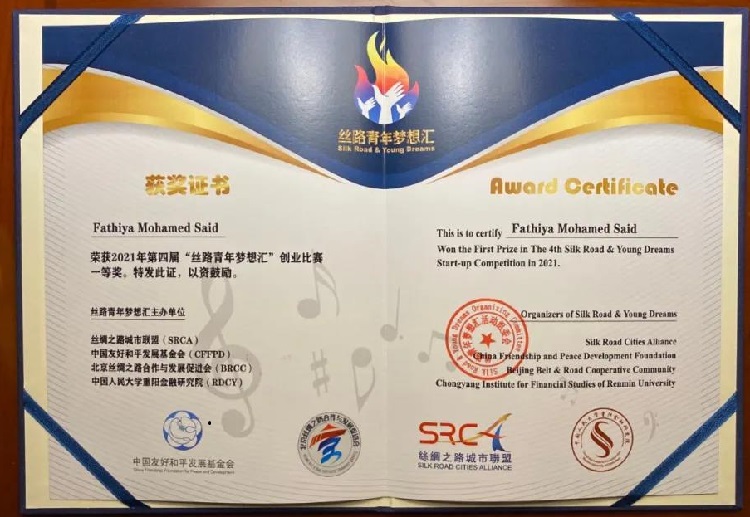 丝路青年梦想汇
Silk Road & Young Dreams
获奖证书
Fathiya Mohamed Said
荣获2021年第四届“丝路青年梦想汇”创业比赛
一等奖。特发此证，以资鼓励。
丝路青年梦想汇主办单位
丝绸之路城市联盟（SRCA）
中国友好和平发展基金会（CFFPD）
北京丝绸之路合作与发展促进会（BRCC）
中国人民大学重阳金融研究院（RDCY）
中国友好和平发展基金会
Award Certificate
This is to certify Fathiya Mohamed Said
Won the First Prize in The 4th Silk Road & Young Dreams
Start-up Competition in 2021.
Organizers of Silk Road & Young Dreams
Silk Road Cities Alliance
China Friendship and Peace Development Foundation
Beijing Belt & Road Cooperative Community
Chongyang Institute for Financial Studies of Renmin University
Silk Road & Young Dreams Organizing Committee
SRCA
丝绸之路城市联盟
SILK ROAD CITIES ALLIANCE